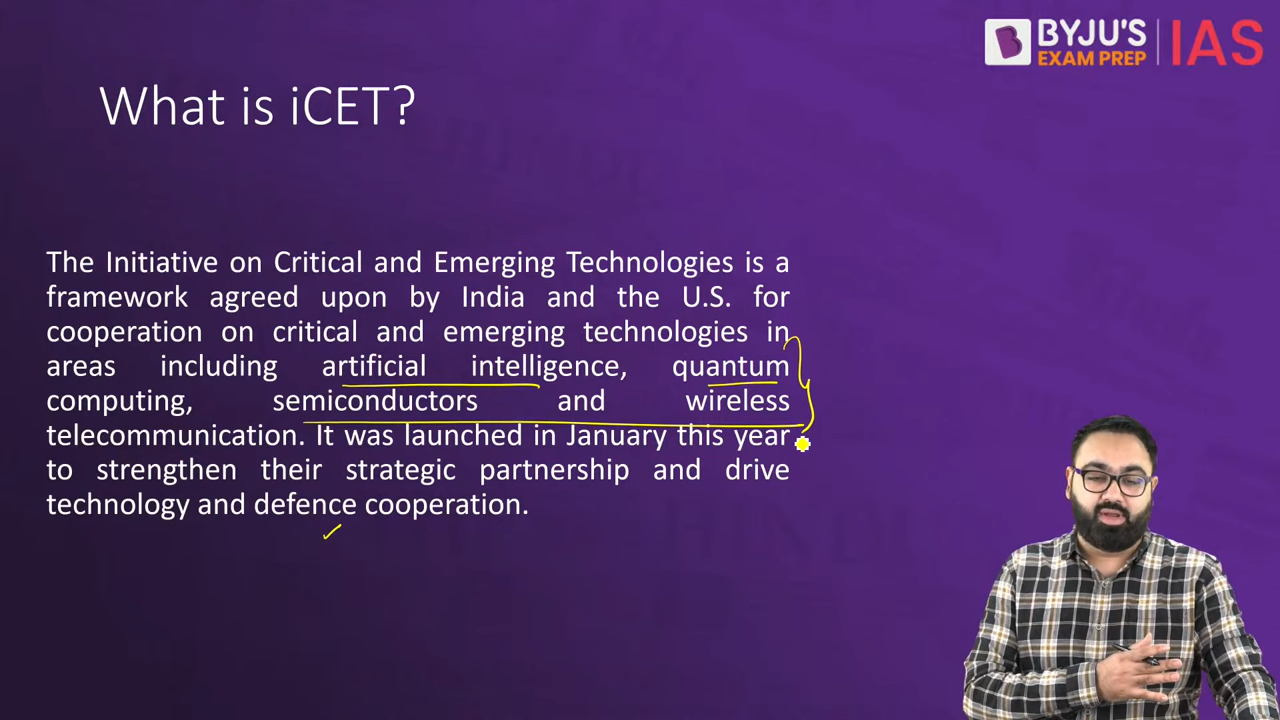 BYJU'S
EXAM PREP
IAS
What is iCET?
The Initiative on Critical and Emerging Technologies is a
framework agreed upon by India and the U.S. for
cooperation on critical and emerging technologies in
areas including artificial intelligence, quantum
computing, semiconductors and wireless
telecommunication. It was launched in January this year
to strengthen their strategic partnership and drive
technology and defence cooperation.